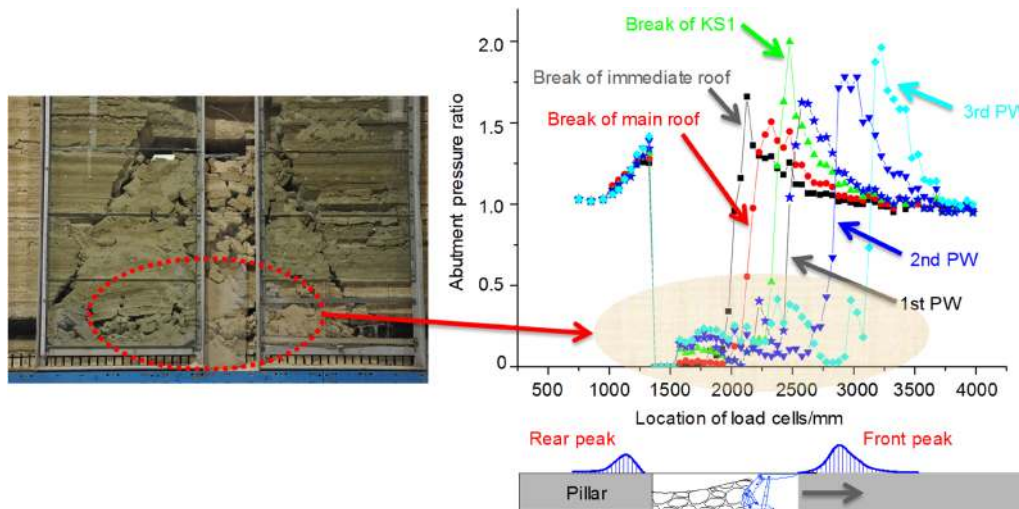 Break of KS1
Break of immediate roof
Break of main roof
3rd PW
2nd PW
1st PW
Abutment pressure ratio
2.0
1.5
1.0
0.5
0
500 1000 1500 2000 2500 3000 3500 4000
Location of load cells/mm
Rear peak
Front peak
Pillar